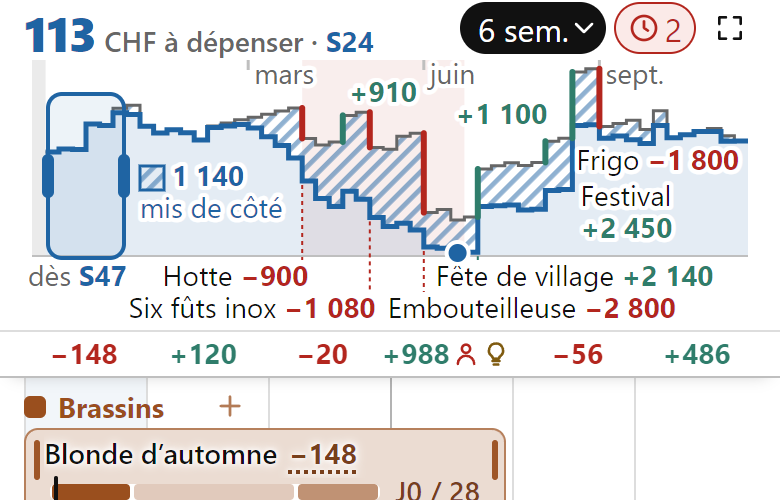 113 CHF à dépenser · S24
6 sem.
2
mars
juin
sept.
+910
+1 100
1 140
mis de côté
Frigo −1 800
Festival
+2 450
dès S47
Hotte −900
Fête de village +2 140
Six fûts inox −1 080
Embouteilleuse −2 800
−148
+120
−20
+988
−56
+486
Brassins
+
Blonde d’automne −148
J0 / 28